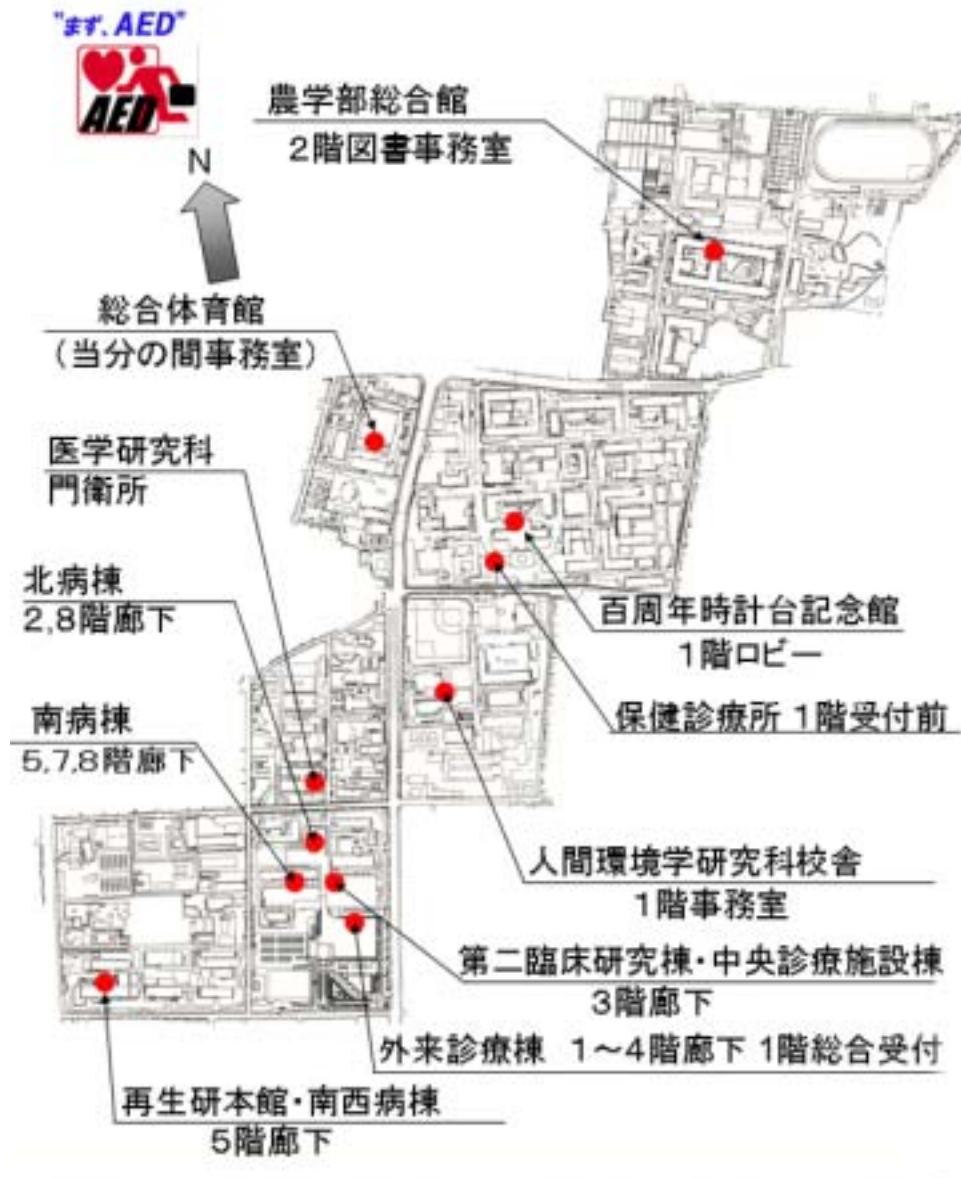 "まず、AED"
AED
N
農学部総合館
2階図書事務室
総合体育館
(当分の間事務室)
医学研究科
門衛所
北病棟
2,8階廊下
南病棟
5,7,8階廊下
百周年時計台記念館
1階ロビー
保健診療所 1階受付前
人間環境学研究科校舎
1階事務室
第二臨床研究棟・中央診療施設棟
3階廊下
外来診療棟 1〜4階廊下 1階総合受付
再生研本館・南西病棟
5階廊下